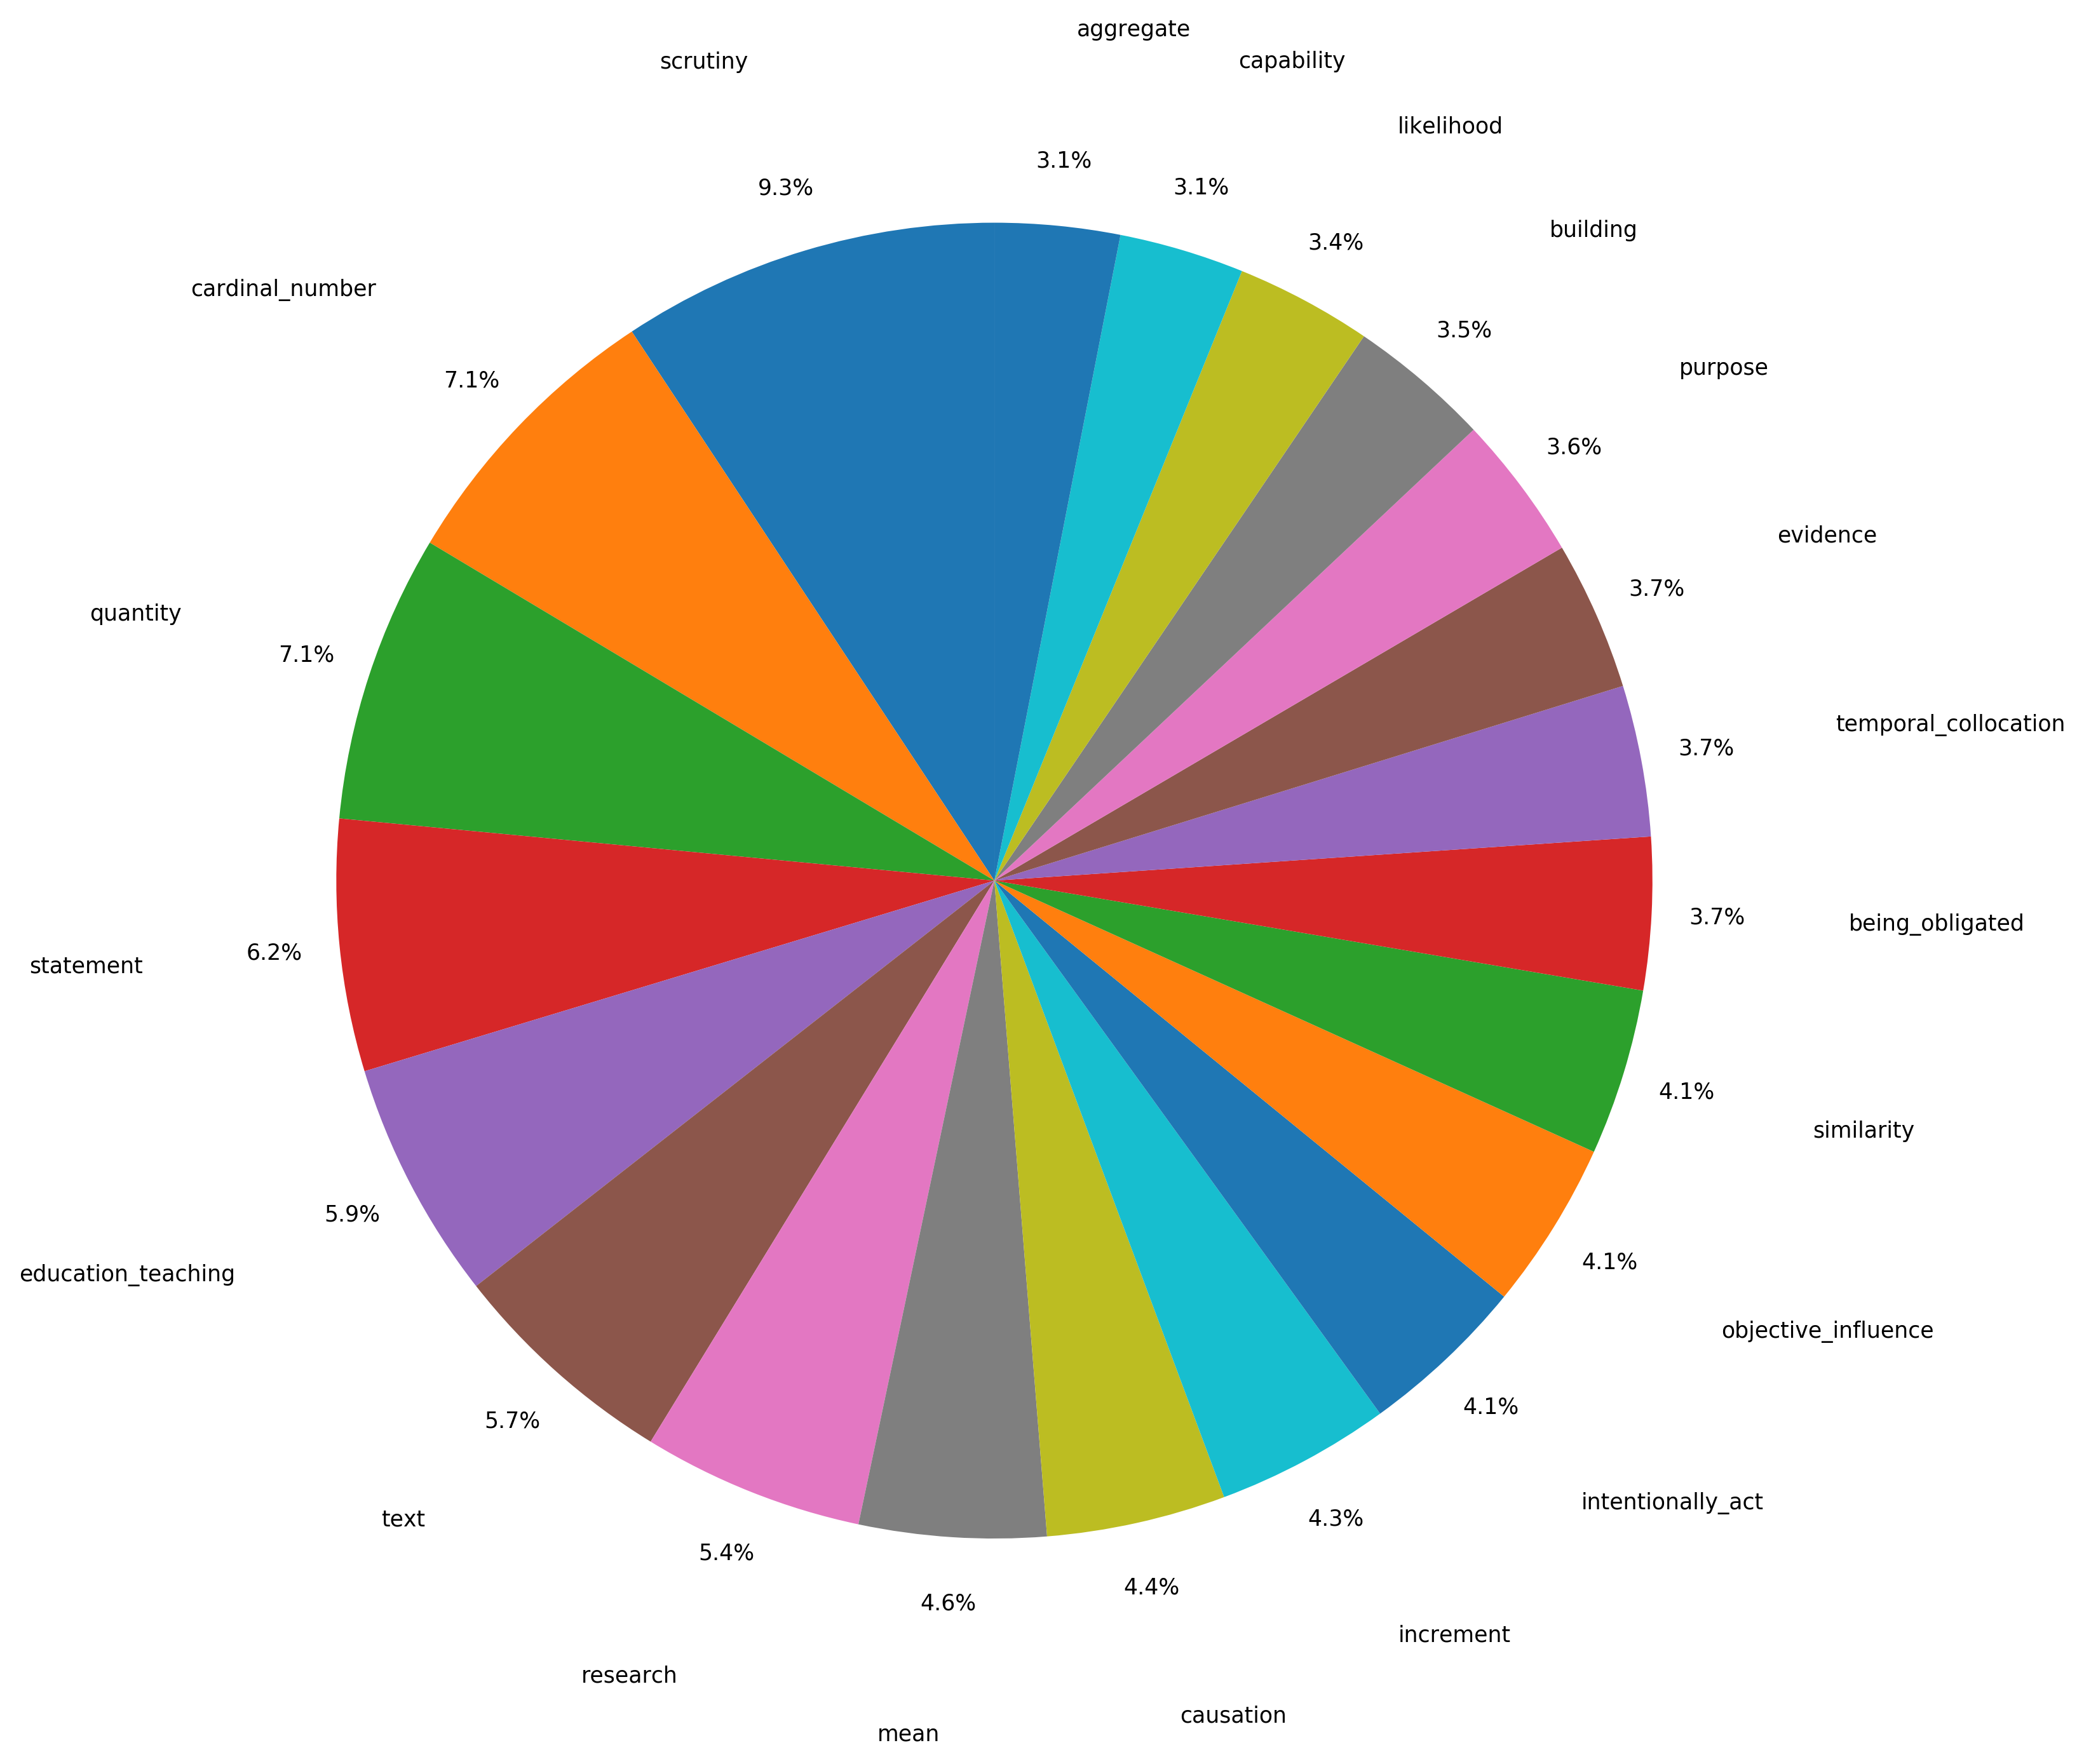 aggregate
scrutiny
capability
likelihood
3.1%
9.3%
3.1%
building
3.4%
cardinal_number
3.5%
purpose
7.1%
3.6%
evidence
3.7%
quantity
7.1%
temporal_collocation
3.7%
3.7%
being_obligated
6.2%
statement
4.1%
similarity
5.9%
4.1%
education_teaching
objective_influence
4.1%
5.7%
intentionally_act
4.3%
text
5.4%
4.4%
4.6%
increment
research
causation
mean